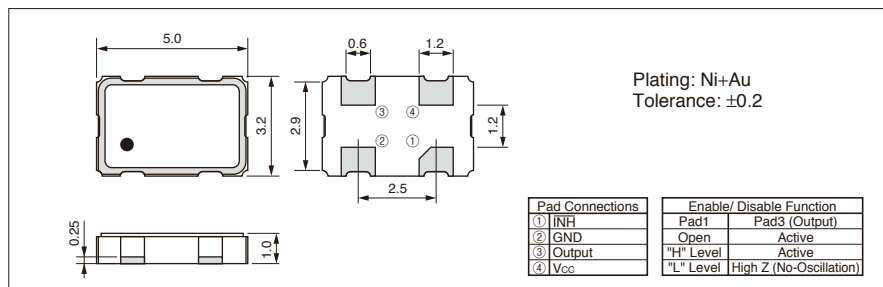 5.0
3.2
0.25
1.0
0.6
1.2
2.9
③ ④
② ①
1.2
2.5
Plating: Ni+Au
Tolerance: ±0.2
Pad Connections
① I̅N̅H̅
② GND
③ Output
④ Vcc
Enable/ Disable Function
Pad1 Pad3 (Output)
Open Active
"H" Level Active
"L" Level High Z (No-Oscillation)